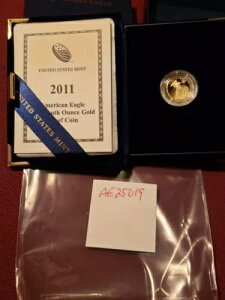 UNITED STATES MINT
2011
American Eagle
Ounce Gold
Coin
UNITED STATES MINT
AE25019